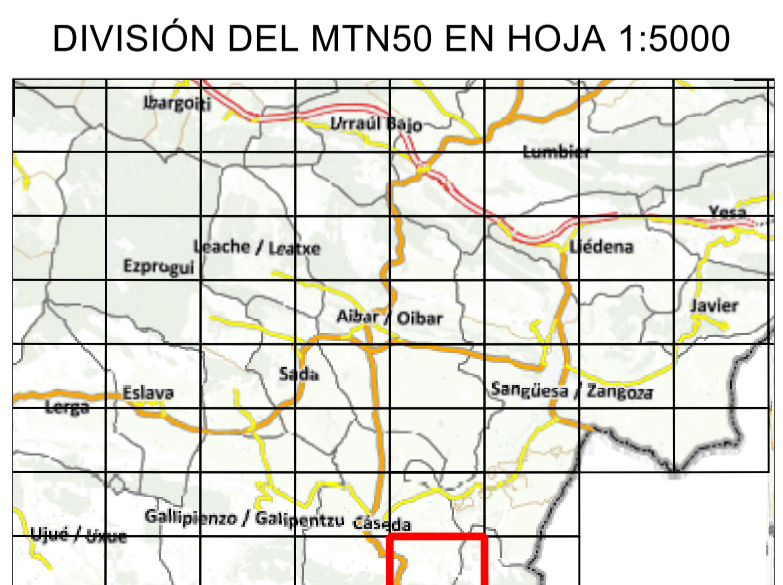 DIVISIÓN DEL MTN50 EN HOJA 1:5000
Ibargoiti
Urraúl Bajo
Lumbier
Yesa
Leache / Leatxe
Liédena
Ezprogui
Javier
Aibar / Oibar
Sada
Eslava
Sangüesa / Zangoza
Lerga
Gallipienzo / Galipentzu
Cáseda
Ujué / Uxue